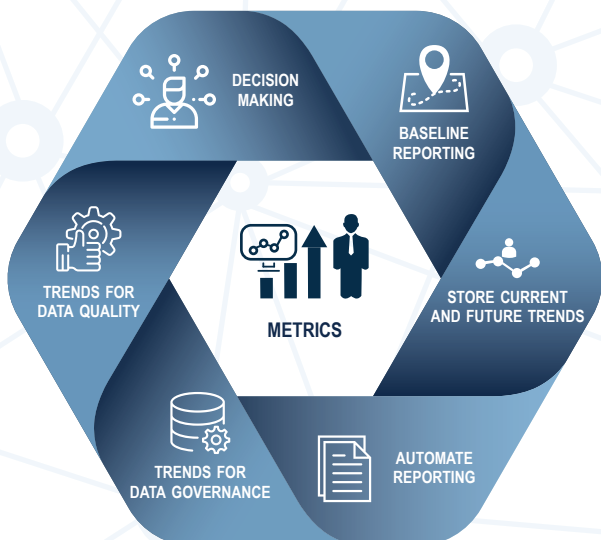 DECISION
MAKING
BASELINE
REPORTING
STORE CURRENT
AND FUTURE TRENDS
AUTOMATE
REPORTING
TRENDS FOR
DATA GOVERNANCE
TRENDS FOR
DATA QUALITY
METRICS